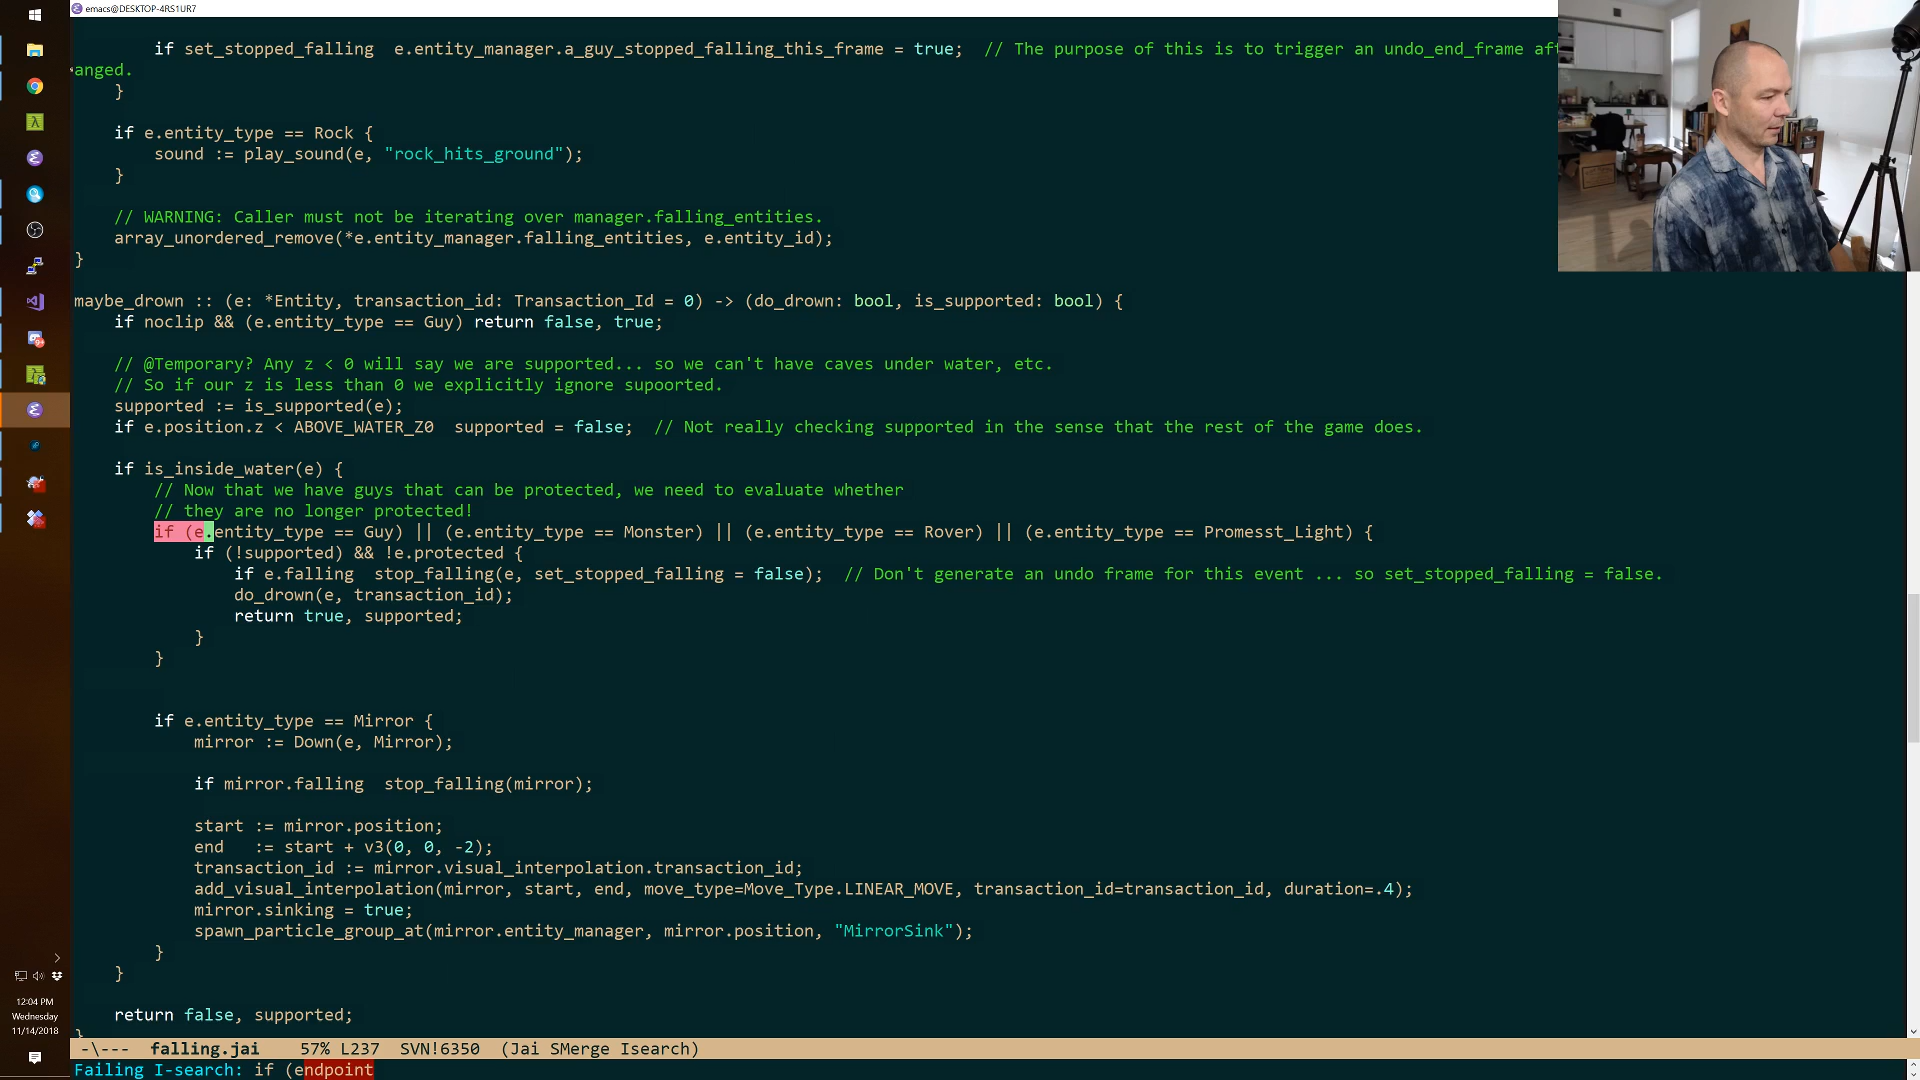 emacs@DESKTOP-4RS1UR7
if set_stopped_falling  e.entity_manager.a_guy_stopped_falling_this_frame = true;  // The purpose of this is to trigger an undo_end_frame aft
anged.
}
if e.entity_type == Rock {
sound := play_sound(e, "rock_hits_ground");
}
// WARNING: Caller must not be iterating over manager.falling_entities.
array_unordered_remove(*e.entity_manager.falling_entities, e.entity_id);
}
maybe_drown :: (e: *Entity, transaction_id: Transaction_Id = 0) -> (do_drown: bool, is_supported: bool) {
if noclip && (e.entity_type == Guy) return false, true;
// @Temporary? Any z < 0 will say we are supported... so we can't have caves under water, etc.
// So if our z is less than 0 we explicitly ignore supoorted.
supported := is_supported(e);
if e.position.z < ABOVE_WATER_Z0  supported = false;  // Not really checking supported in the sense that the rest of the game does.
if is_inside_water(e) {
// Now that we have guys that can be protected, we need to evaluate whether
// they are no longer protected!
if (e.entity_type == Guy) || (e.entity_type == Monster) || (e.entity_type == Rover) || (e.entity_type == Promesst_Light) {
if (!supported) && !e.protected {
if e.falling  stop_falling(e, set_stopped_falling = false);  // Don't generate an undo frame for this event ... so set_stopped_falling = false.
do_drown(e, transaction_id);
return true, supported;
}
}
if e.entity_type == Mirror {
mirror := Down(e, Mirror);
if mirror.falling  stop_falling(mirror);
start := mirror.position;
end   := start + v3(0, 0, -2);
transaction_id := mirror.visual_interpolation.transaction_id;
add_visual_interpolation(mirror, start, end, move_type=Move_Type.LINEAR_MOVE, transaction_id=transaction_id, duration=.4);
mirror.sinking = true;
spawn_particle_group_at(mirror.entity_manager, mirror.position, "MirrorSink");
}
}
return false, supported;
}
-\---  falling.jai    57% L237  SVN!6350  (Jai SMerge Isearch)
Failing I-search: if (endpoint
12:04 PM
Wednesday
11/14/2018